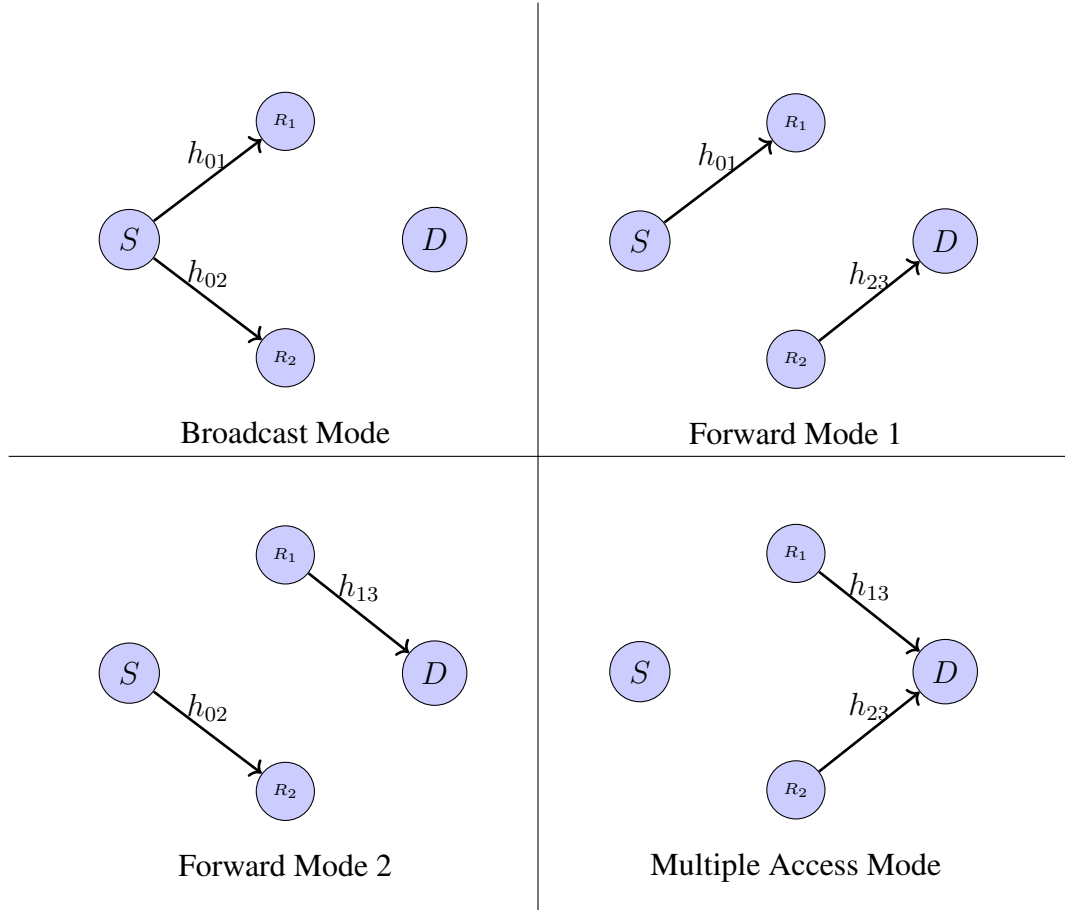 R₁
h₀₁
S
D
h₀₂
R₂
Broadcast Mode
R₁
h₀₁
S
D
h₂₃
R₂
Forward Mode 1
R₁
h₁₃
S
D
h₀₂
R₂
Forward Mode 2
R₁
h₁₃
S
D
h₂₃
R₂
Multiple Access Mode